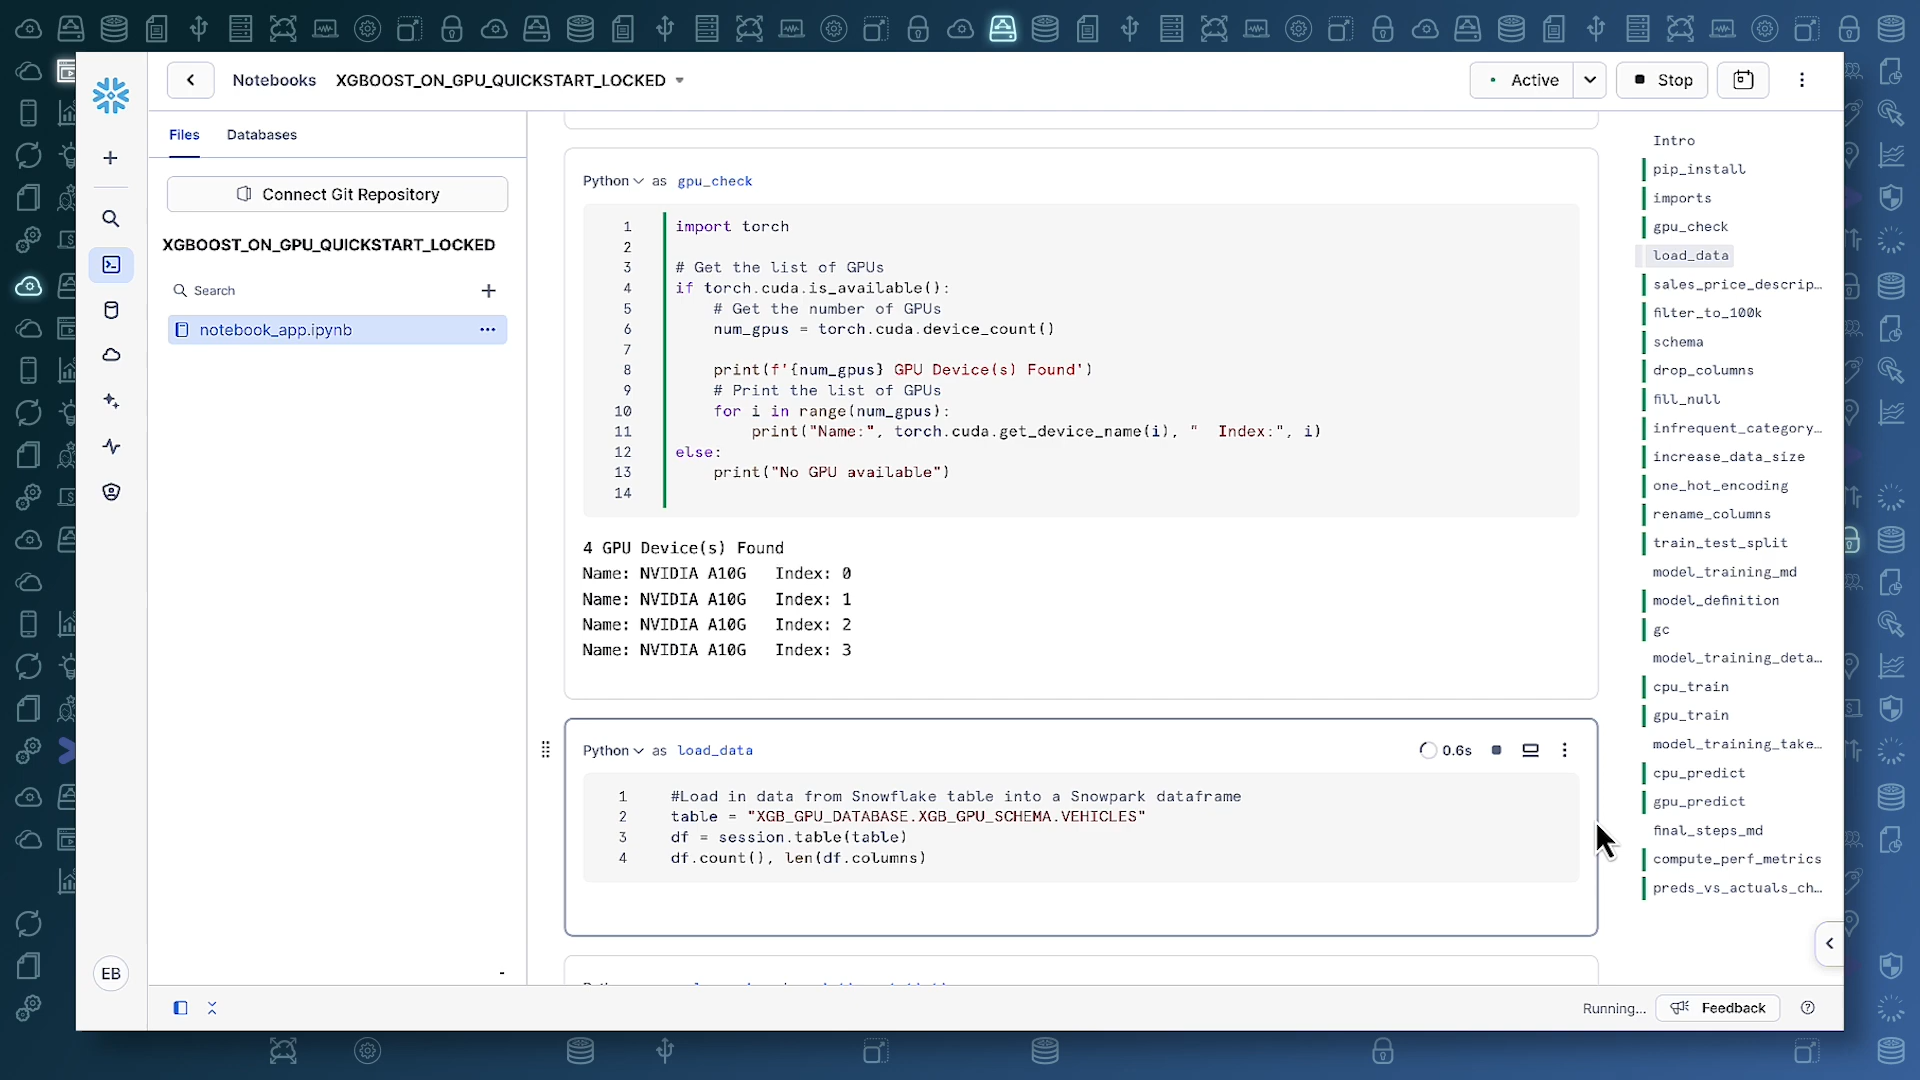 Notebooks XGBOOST_ON_GPU_QUICKSTART_LOCKED
Active
Stop
Files Databases
Connect Git Repository
XGBOOST_ON_GPU_QUICKSTART_LOCKED
Search
notebook_app.ipynb
EB
Python as gpu_check
1 import torch
2
3 # Get the list of GPUs
4 if torch.cuda.is_available():
5 # Get the number of GPUs
6 num_gpus = torch.cuda.device_count()
7
8 print(f'{num_gpus} GPU Device(s) Found')
9 # Print the list of GPUs
10 for i in range(num_gpus):
11 print("Name:", torch.cuda.get_device_name(i), "  Index:", i)
12 else:
13 print("No GPU available")
14
4 GPU Device(s) Found
Name: NVIDIA A10G   Index: 0
Name: NVIDIA A10G   Index: 1
Name: NVIDIA A10G   Index: 2
Name: NVIDIA A10G   Index: 3
Python as load_data
0.6s
1 #Load in data from Snowflake table into a Snowpark dataframe
2 table = "XGB_GPU_DATABASE.XGB_GPU_SCHEMA.VEHICLES"
3 df = session.table(table)
4 df.count(), len(df.columns)
Intro
pip_install
imports
gpu_check
load_data
sales_price_descrip…
filter_to_100k
schema
drop_columns
fill_null
infrequent_category…
increase_data_size
one_hot_encoding
rename_columns
train_test_split
model_training_md
model_definition
gc
model_training_deta…
cpu_train
gpu_train
model_training_take…
cpu_predict
gpu_predict
final_steps_md
compute_perf_metrics
preds_vs_actuals_ch…
Running...
Feedback